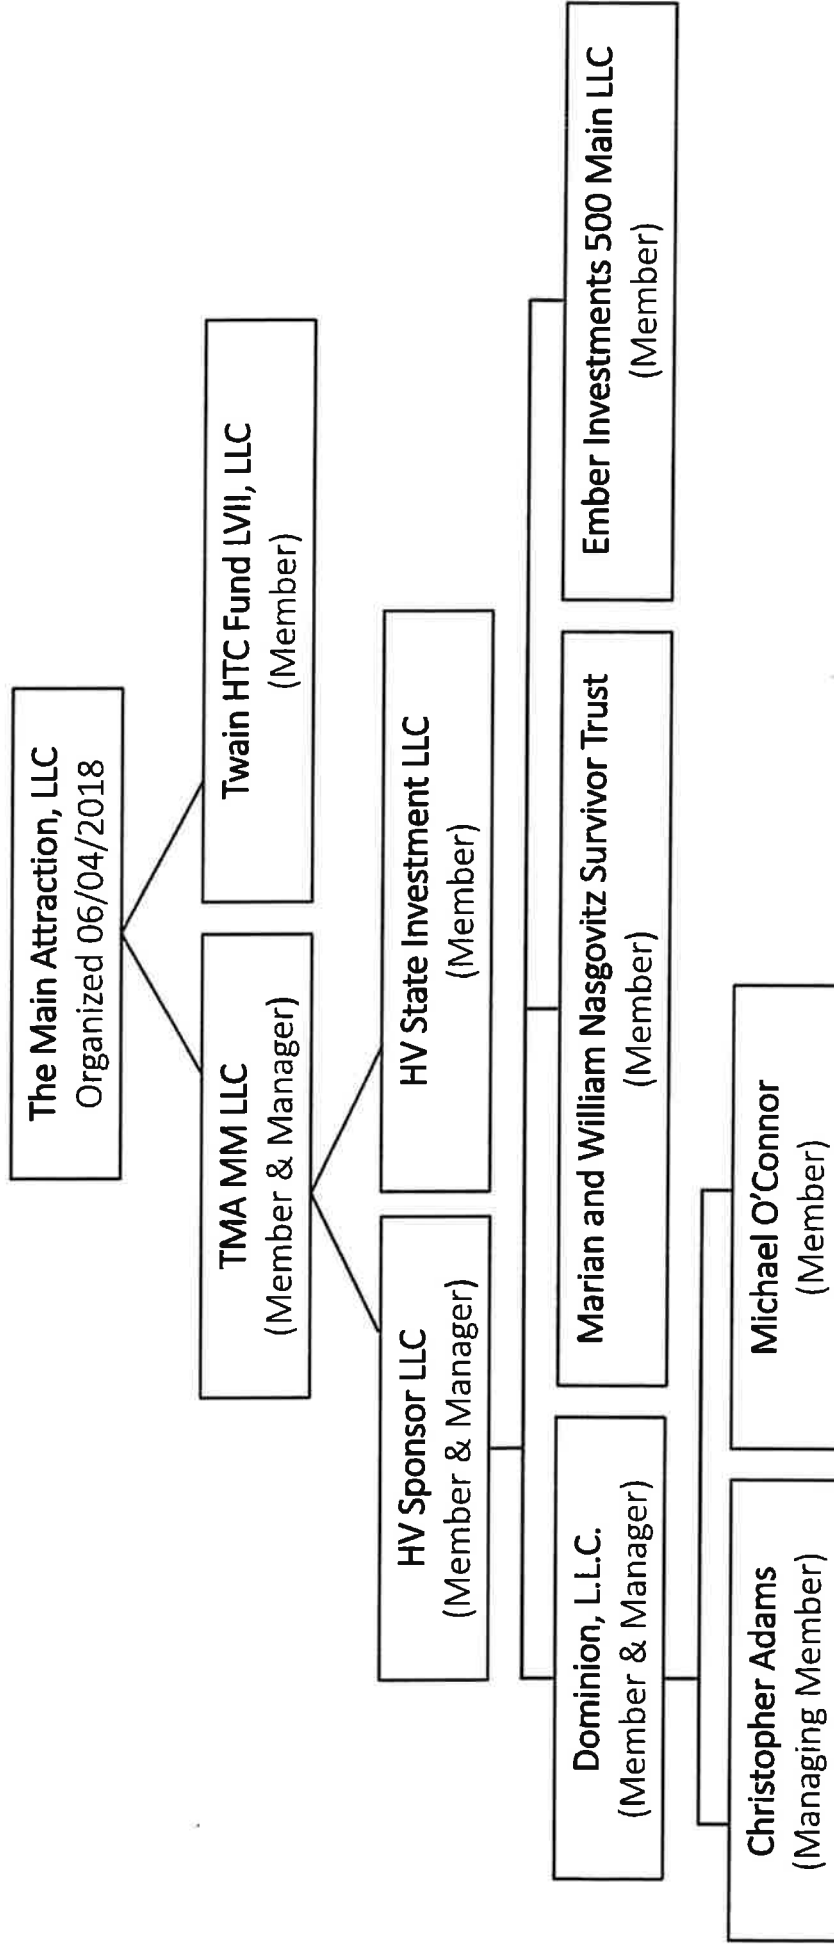 The Main Attraction, LLC
Organized 06/04/2018
TMA MM LLC
(Member & Manager)
Twain HTC Fund LVII, LLC
(Member)
HV Sponsor LLC
(Member & Manager)
HV State Investment LLC
(Member)
Dominion, L.L.C.
(Member & Manager)
Marian and William Nasgovitz Survivor Trust
(Member)
Ember Investments 500 Main LLC
(Member)
Christopher Adams
(Managing Member)
Michael O'Connor
(Member)